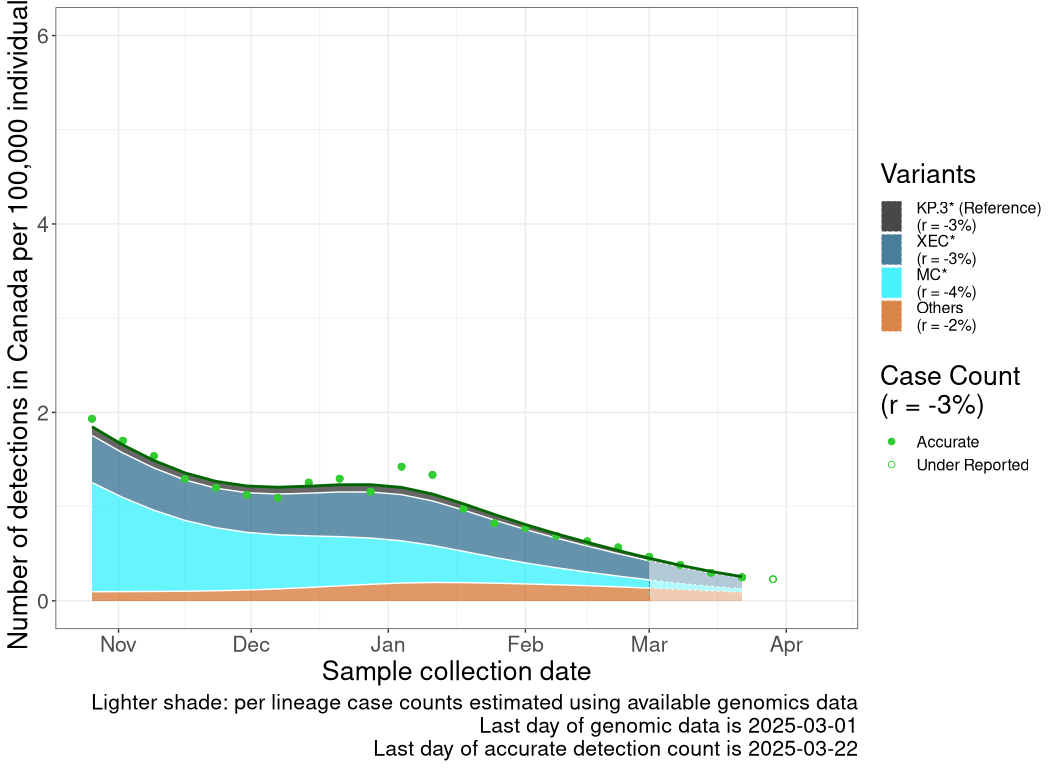 Number of detections in Canada per 100,000 individual
6
4
2
0
Nov
Dec
Jan
Feb
Mar
Apr
Sample collection date
Lighter shade: per lineage case counts estimated using available genomics data
Last day of genomic data is 2025-03-01
Last day of accurate detection count is 2025-03-22
Variants
KP.3* (Reference)
(r = -3%)
XEC*
(r = -3%)
MC*
(r = -4%)
Others
(r = -2%)
Case Count
(r = -3%)
Accurate
Under Reported